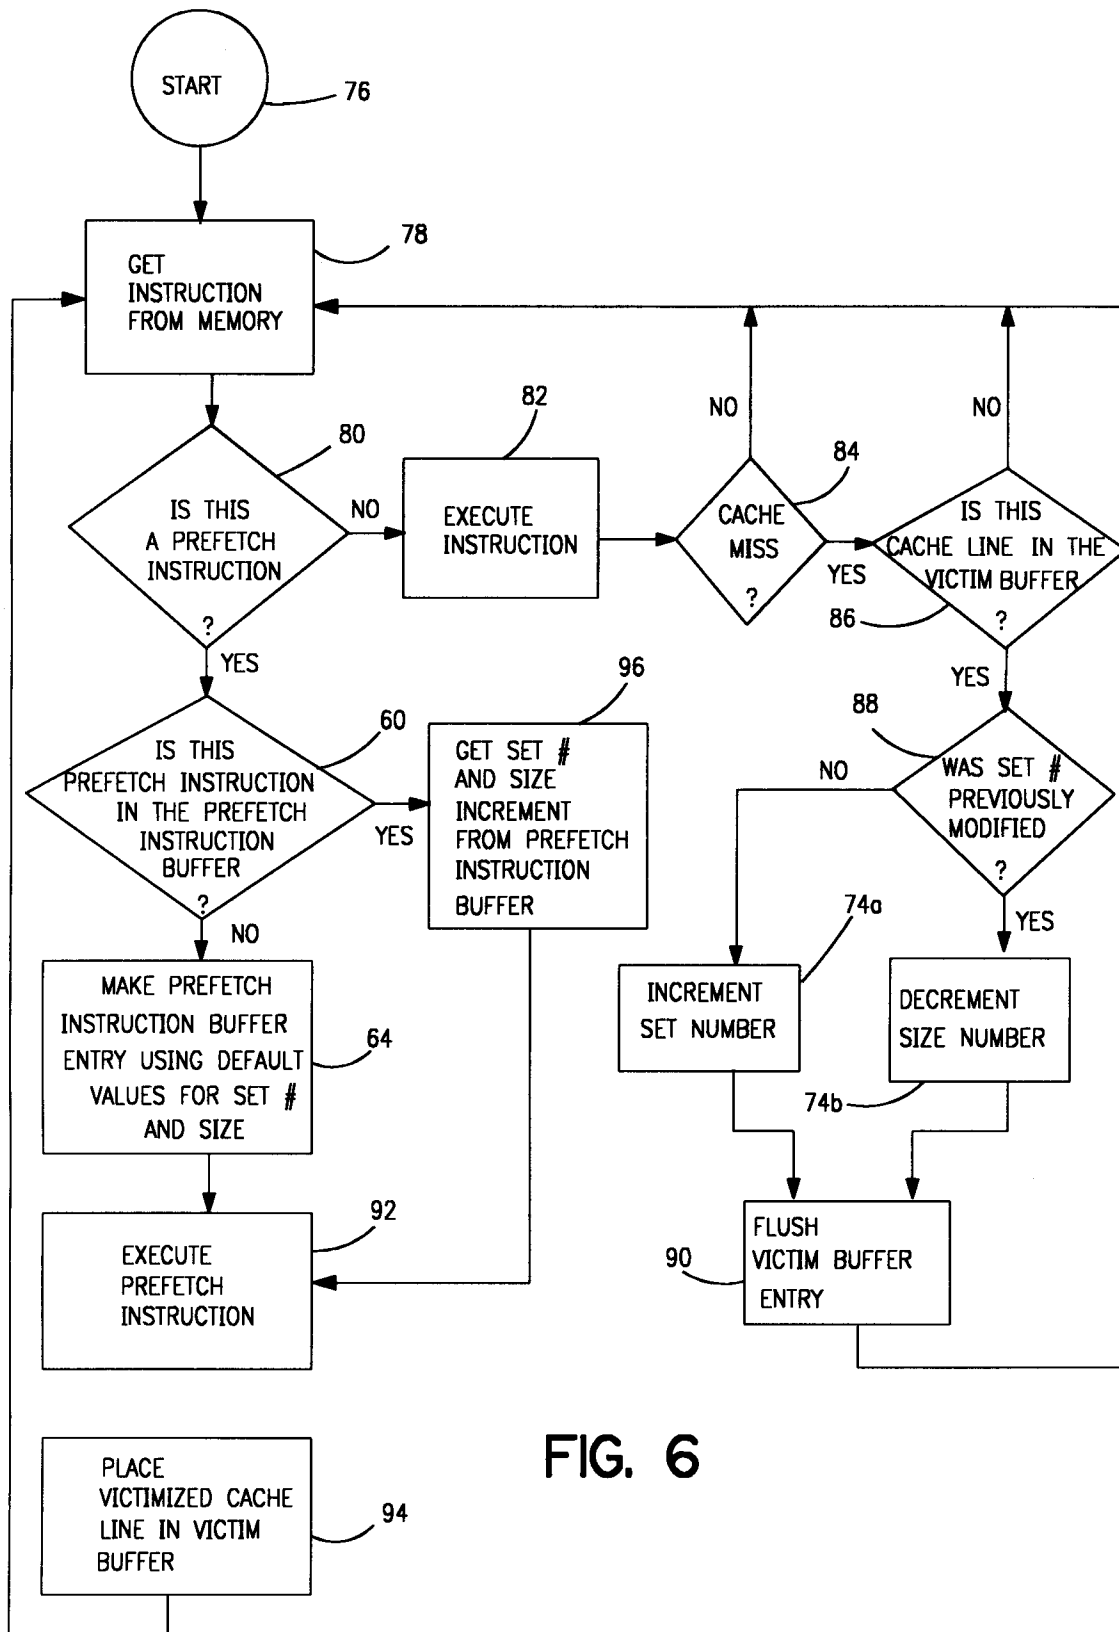 START
76
78
GET
INSTRUCTION
FROM MEMORY
80
IS THIS
A PREFETCH
INSTRUCTION
?
NO
YES
82
EXECUTE
INSTRUCTION
84
CACHE
MISS
?
NO
YES
IS THIS
CACHE LINE IN THE
VICTIM BUFFER
?
86
NO
YES
60
IS THIS
PREFETCH INSTRUCTION
IN THE PREFETCH
INSTRUCTION
BUFFER
?
YES
NO
96
GET SET #
AND SIZE
INCREMENT
FROM PREFETCH
INSTRUCTION
BUFFER
88
WAS SET #
PREVIOUSLY
MODIFIED
?
NO
YES
MAKE PREFETCH
INSTRUCTION BUFFER
ENTRY USING DEFAULT
VALUES FOR SET #
AND SIZE
64
74a
INCREMENT
SET NUMBER
DECREMENT
SIZE NUMBER
74b
92
EXECUTE
PREFETCH
INSTRUCTION
90
FLUSH
VICTIM BUFFER
ENTRY
PLACE
VICTIMIZED CACHE
LINE IN VICTIM
BUFFER
94
FIG. 6